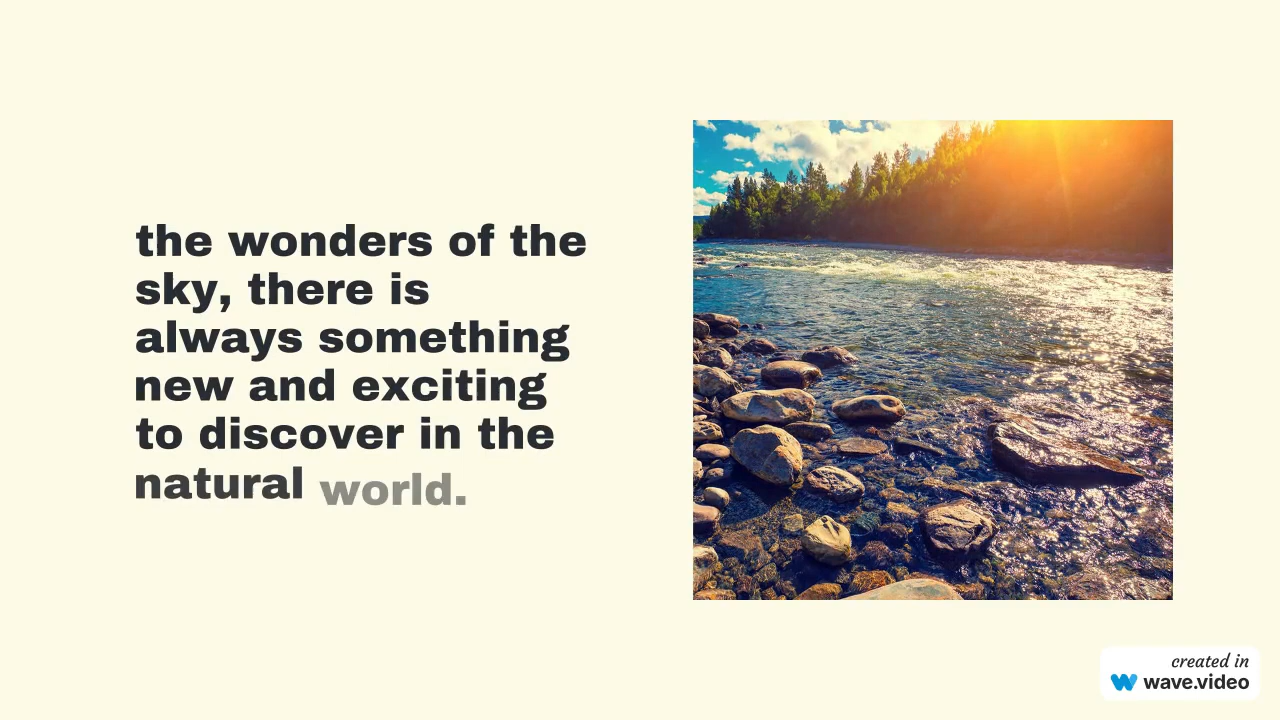 the wonders of the
sky, there is
always something
new and exciting
to discover in the
natural world.
created in
wave.video